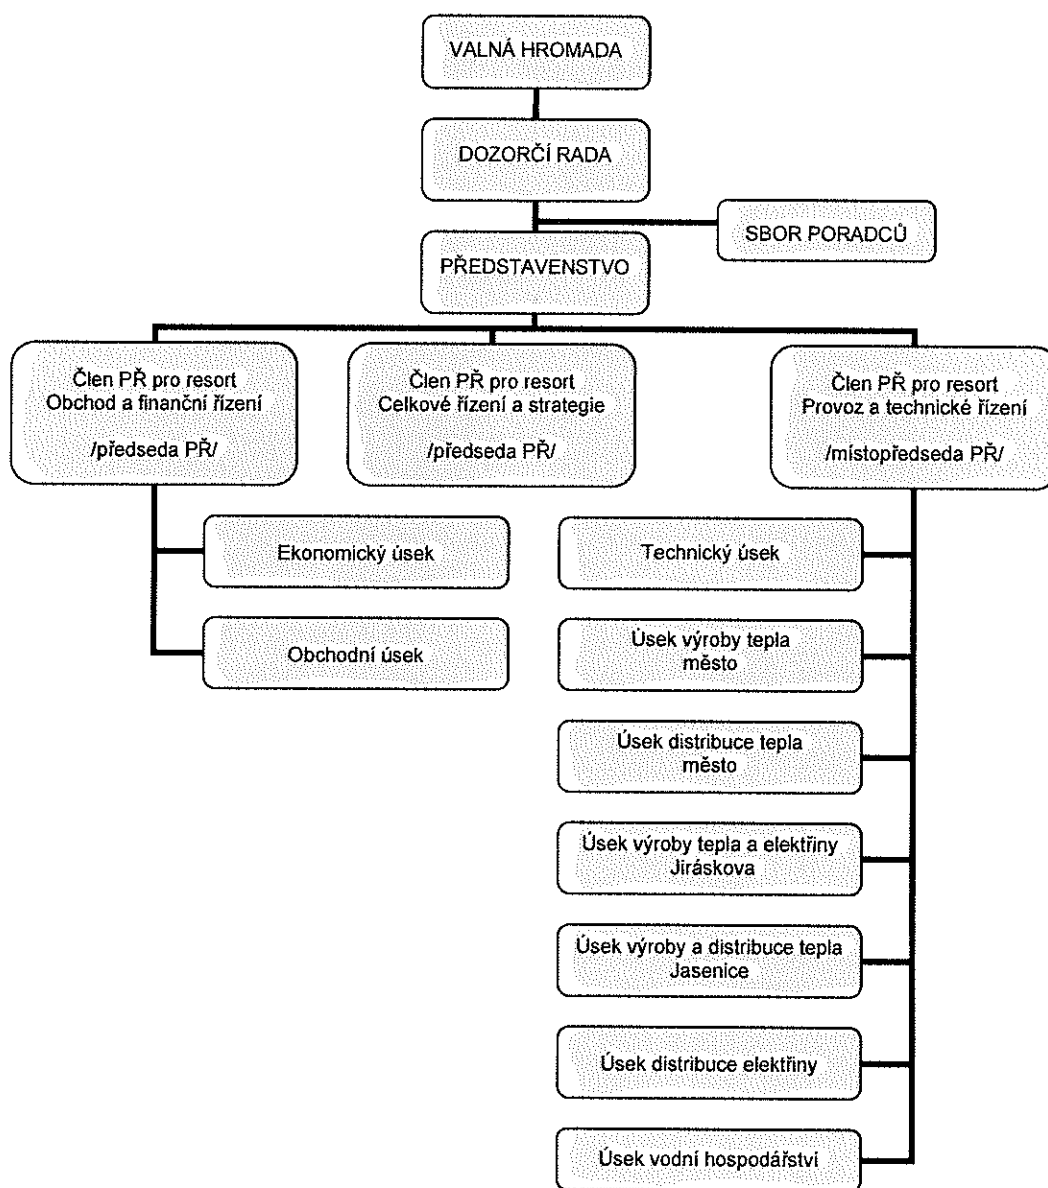 VALNÁ HROMADA
DOZORČÍ RADA
SBOR PORADCŮ
PŘEDSTAVENSTVO
Člen PŘ pro resort
Obchod a finanční řízení
/předseda PŘ/
Člen PŘ pro resort
Celkové řízení a strategie
/předseda PŘ/
Člen PŘ pro resort
Provoz a technické řízení
/místopředseda PŘ/
Ekonomický úsek
Obchodní úsek
Technický úsek
Úsek výroby tepla
město
Úsek distribuce tepla
město
Úsek výroby tepla a elektřiny
Jiráskova
Úsek výroby a distribuce tepla
Jasenice
Úsek distribuce elektřiny
Úsek vodní hospodářství